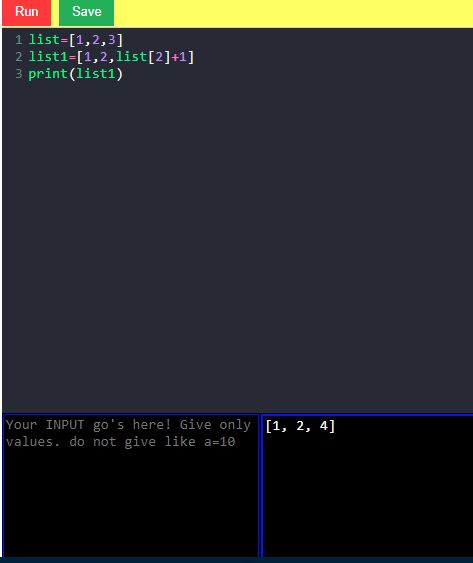 Run Save
1 list=[1,2,3]
2 list1=[1,2,list[2]+1]
3 print(list1)
Your INPUT go's here! Give only
values. do not give like a=10
[1, 2, 4]